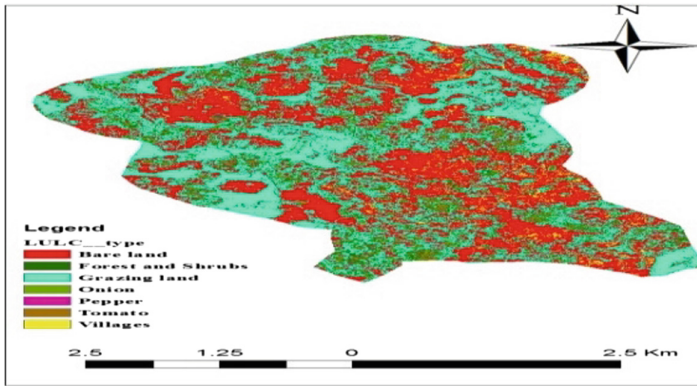 N
Legend
LULC__type
Bare land
Forest and Shrubs
Grazing land
Onion
Pepper
Tomato
Villages
2.5 1.25 0 2.5 Km